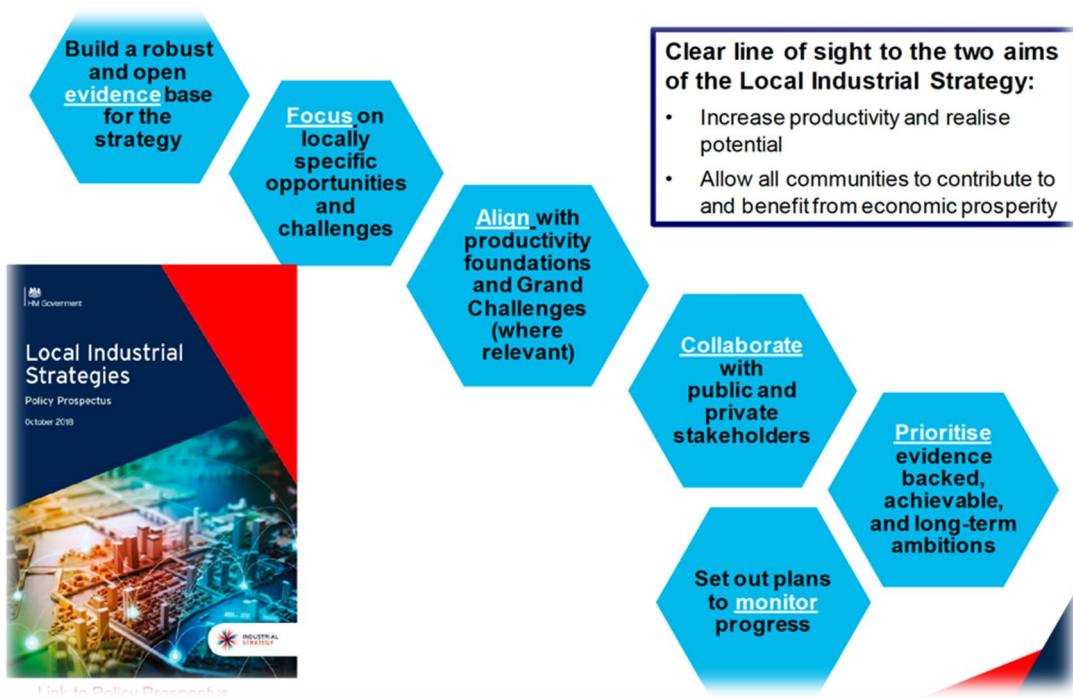 Build a robust
and open
evidence base
for the
strategy
Focus on
locally
specific
opportunities
and
challenges
Align with
productivity
foundations
and Grand
Challenges
(where
relevant)
Collaborate
with
public and
private
stakeholders
Prioritise
evidence
backed,
achievable,
and long-term
ambitions
Set out plans
to monitor
progress
Clear line of sight to the two aims
of the Local Industrial Strategy:
• Increase productivity and realise
potential
• Allow all communities to contribute to
and benefit from economic prosperity
HM Government
Local Industrial
Strategies
Policy Prospectus
October 2018
INDUSTRIAL
STRATEGY
Link to Policy Prospectus